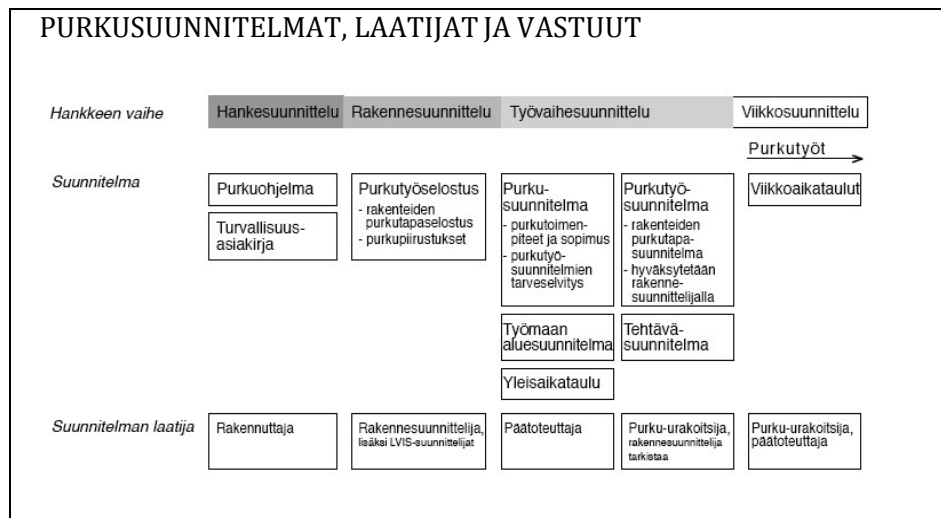 PURKUSUUNNITELMAT, LAATIJAT JA VASTUUT
Hankkeen vaihe
Hankesuunnittelu
Rakennesuunnittelu
Työvaihesuunnittelu
Viikkosuunnittelu
Purkutyöt
Suunnitelma
Purkuohjelma
Turvallisuus-
asiakirja
Purkutyöselostus
- rakenteiden
purkutapaselostus
- purkupiirustukset
Purku-
suunnitelma
- purkutoimen-
piteet ja sopimus
- purkutyö-
suunnitelmien
tarveselvitys
Purkutyö-
suunnitelma
- rakenteiden
purkutapa-
suunnitelma
- hyväksytetään
rakenne-
suunnittelijalla
Viikkoaikataulut
Työmaan
aluesuunnitelma
Tehtävä-
suunnitelma
Yleisaikataulu
Suunnitelman laatija
Rakennuttaja
Rakennesuunnittelija,
lisäksi LVIS-suunnittelijat
Päätoteuttaja
Purku-urakoitsija,
rakennesuunnittelija
tarkistaa
Purku-urakoitsija,
päätoteuttaja